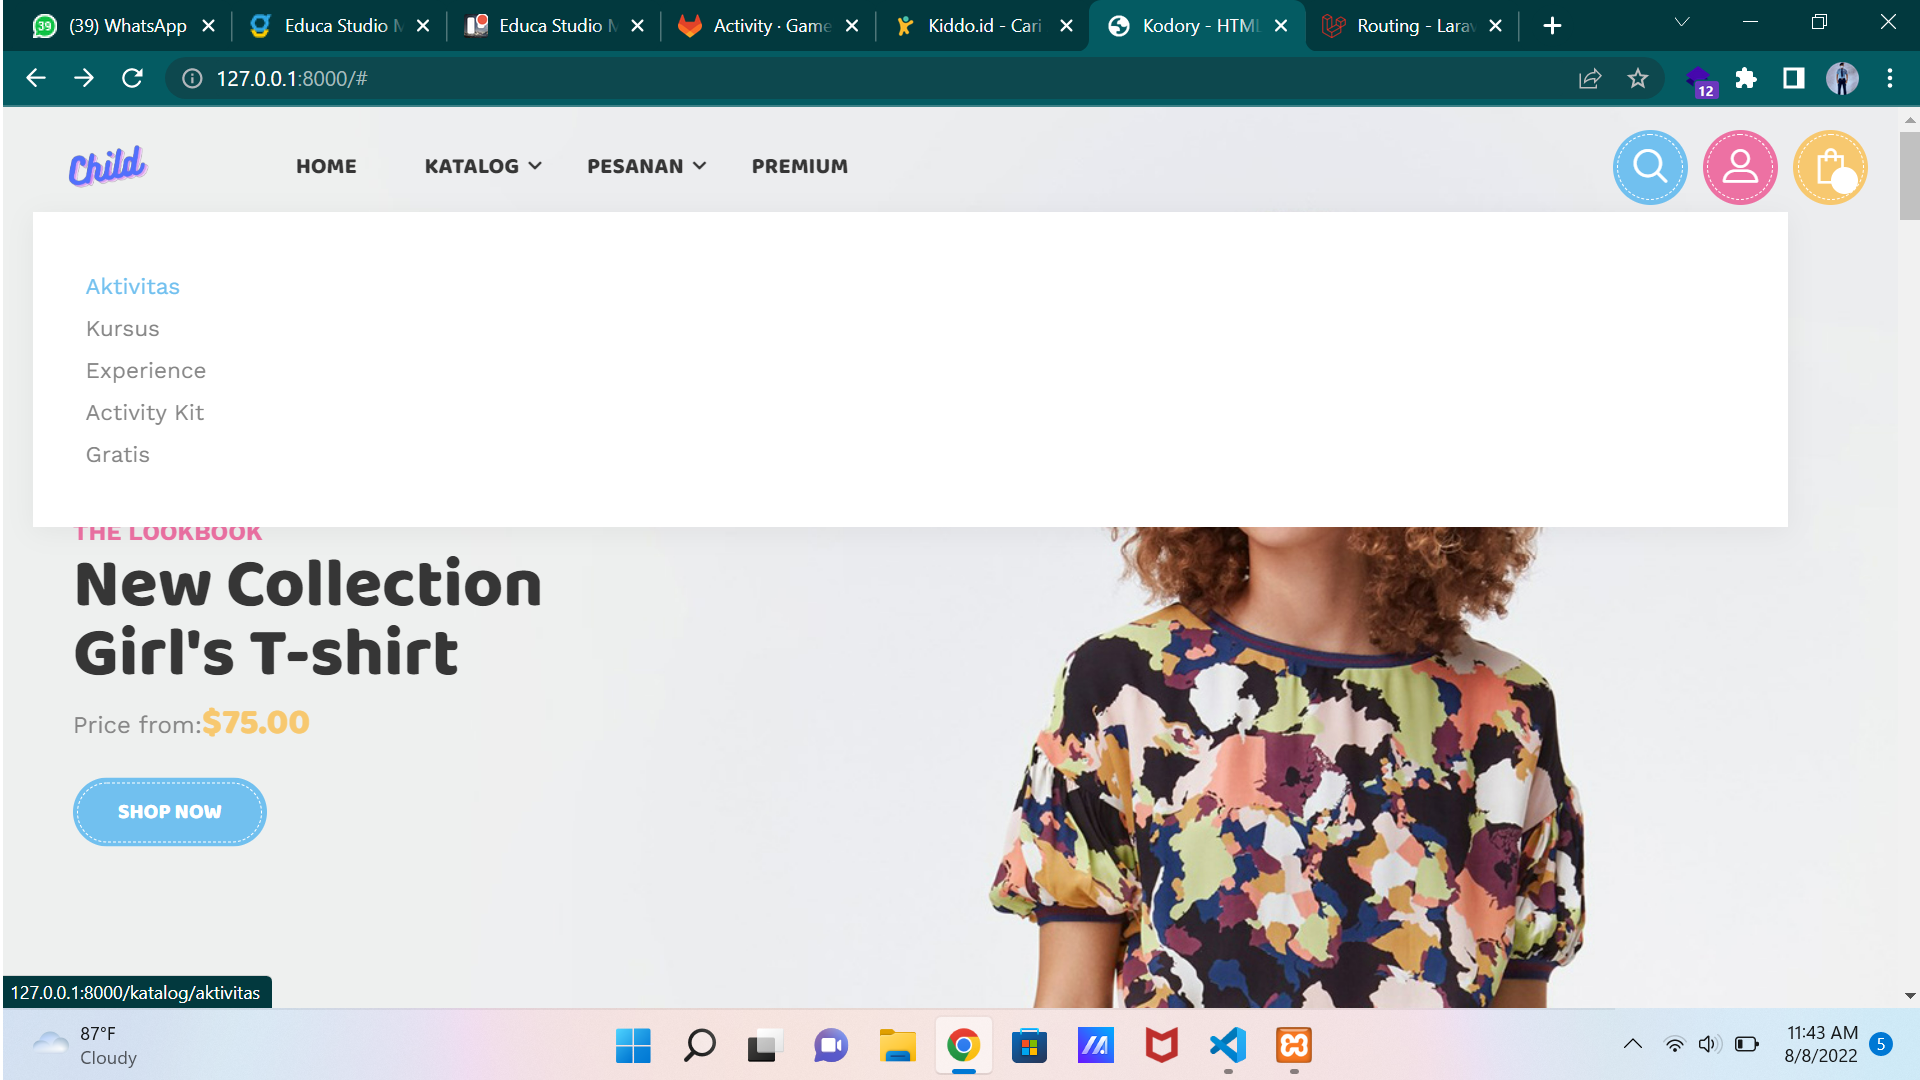 39 (39) WhatsApp
Educa Studio
Educa Studio
Activity · Game
Kiddo.id - Cari
Kodory - HTML
Routing - Larav
127.0.0.1:8000/#
12
Child
HOME
KATALOG
PESANAN
PREMIUM
Aktivitas
Kursus
Experience
Activity Kit
Gratis
THE LOOKBOOK
New Collection
Girl's T-shirt
Price from:$75.00
SHOP NOW
127.0.0.1:8000/katalog/aktivitas
87°F
Cloudy
11:43 AM
8/8/2022
5